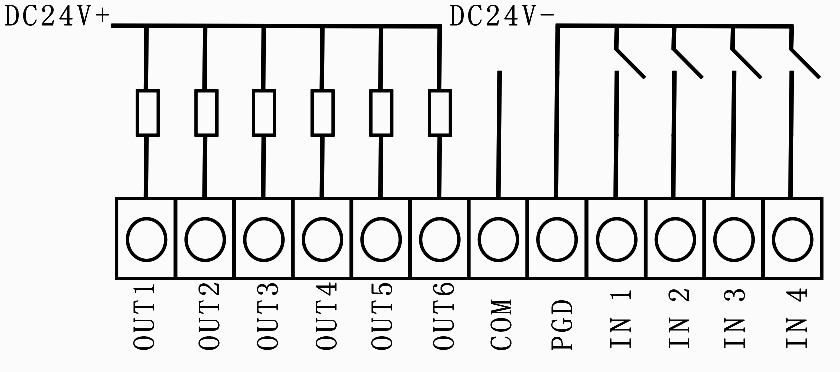 DC24V+
DC24V-
OUT1
OUT2
OUT3
OUT4
OUT5
OUT6
COM
PGD
IN 1
IN 2
IN 3
IN 4